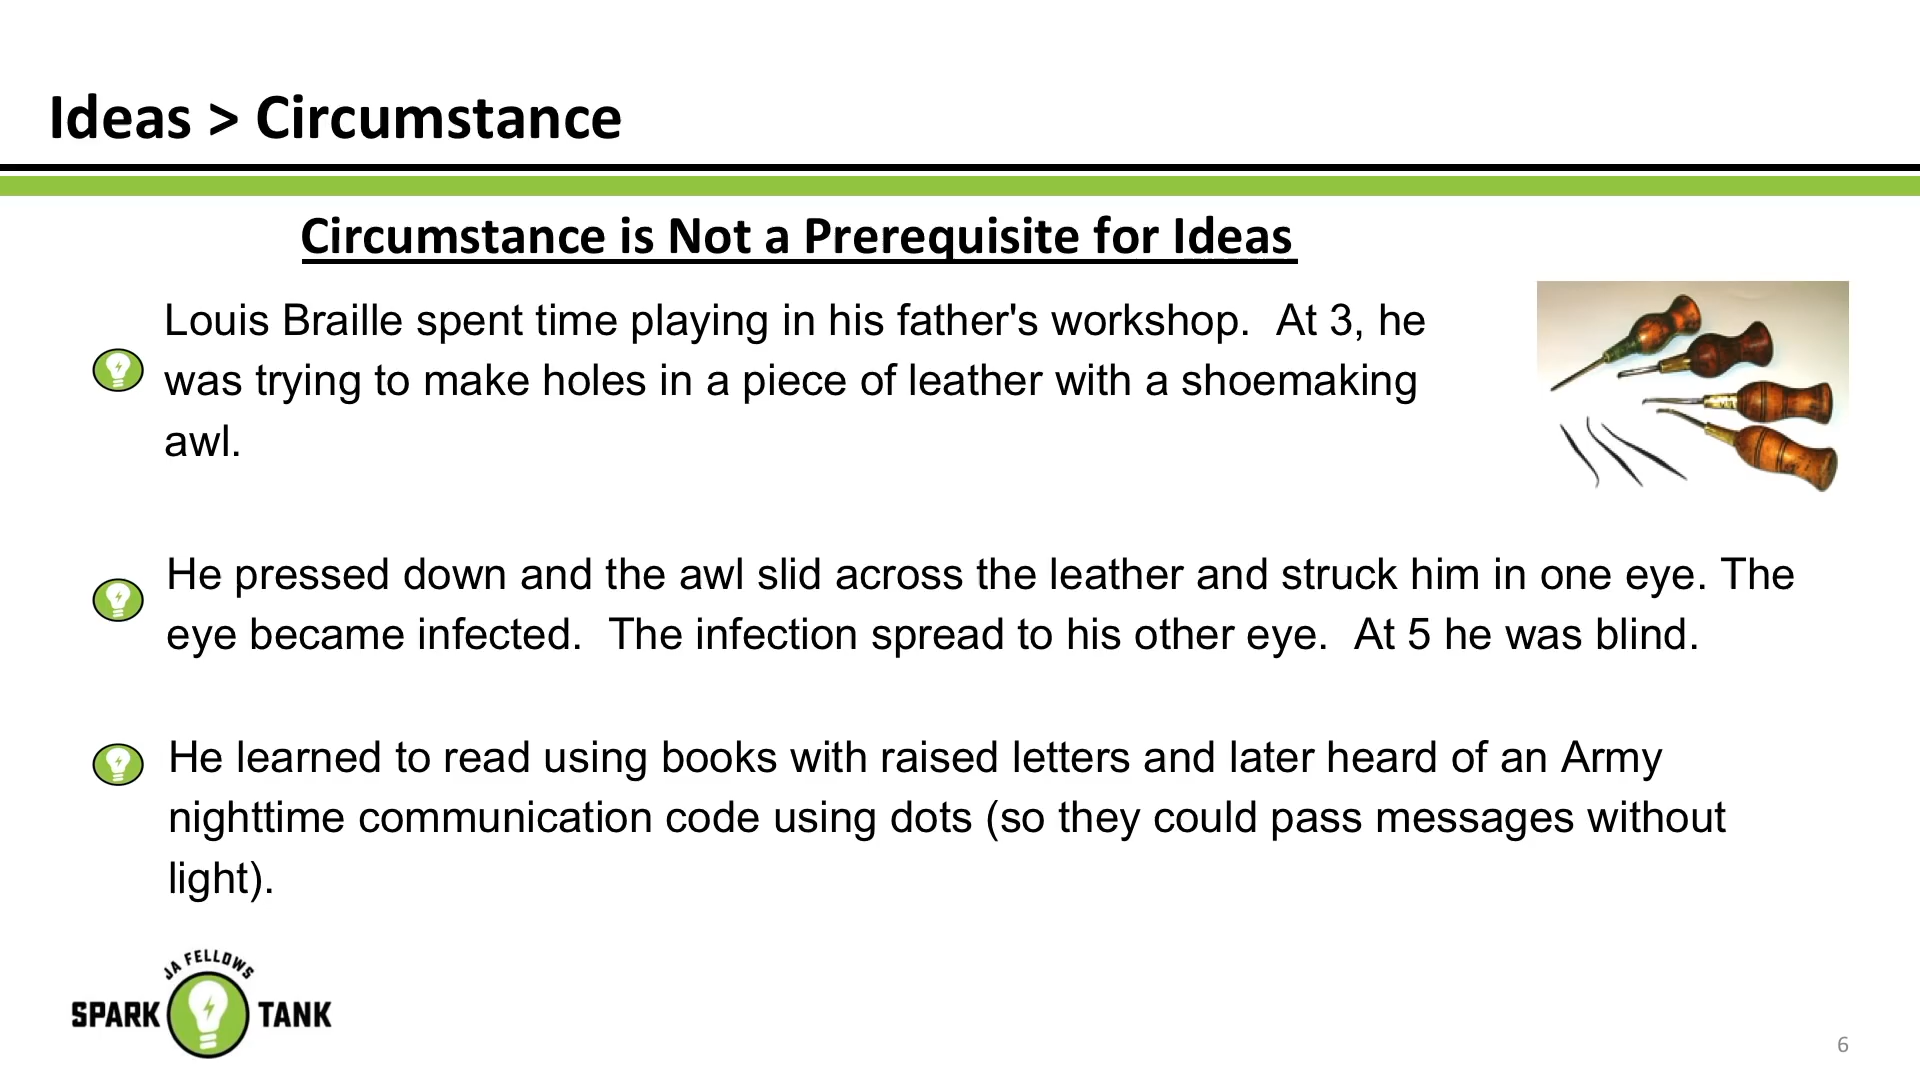 Ideas > Circumstance
Circumstance is Not a Prerequisite for Ideas
Louis Braille spent time playing in his father's workshop.  At 3, he
was trying to make holes in a piece of leather with a shoemaking
awl.
He pressed down and the awl slid across the leather and struck him in one eye. The
eye became infected.  The infection spread to his other eye.  At 5 he was blind.
He learned to read using books with raised letters and later heard of an Army
nighttime communication code using dots (so they could pass messages without
light).
JA FELLOWS
SPARK TANK
6